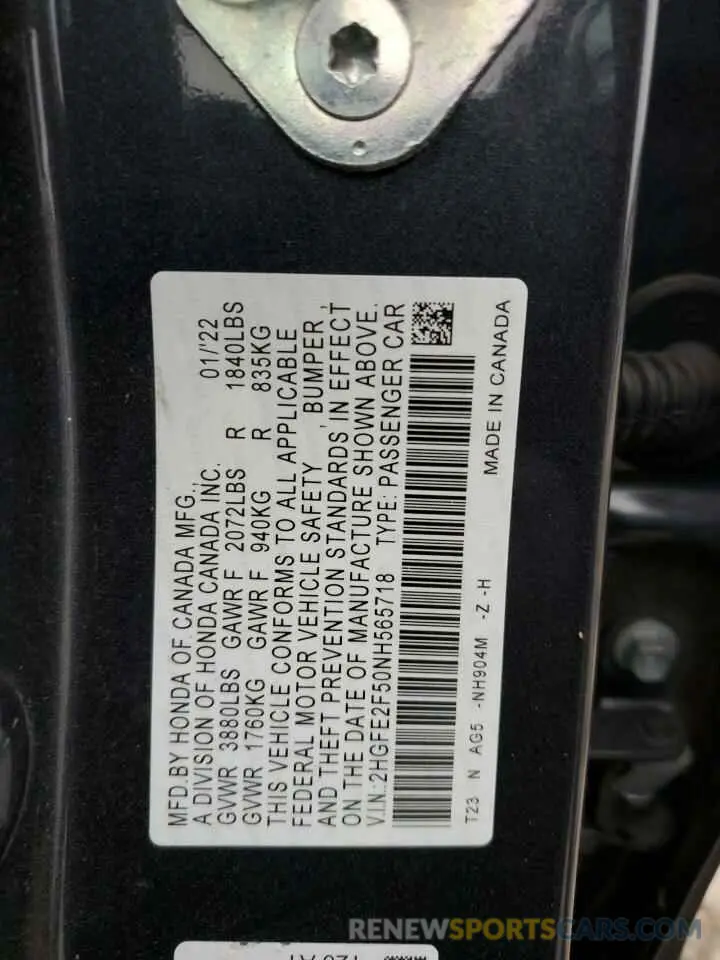 MFD.BY HONDA OF CANADA MFG.,
A DIVISION OF HONDA CANADA INC. 01/'22
GVWR 3880LBS GAWR F 2072LBS R 1840LBS
GVWR 1760KG GAWR F 940KG R 835KG
THIS VEHICLE CONFORMS TO ALL APPLICABLE
FEDERAL MOTOR VEHICLE SAFETY , BUMPER ,
AND THEFT PREVENTION STANDARDS IN EFFECT
ON THE DATE OF MANUFACTURE SHOWN ABOVE.
V.I.N.:2HGFE2F50NH565718 TYPE: PASSENGER CAR
T23 N AG5 -NH904M -Z -H
MADE IN CANADA
RENEWSPORTSCARS.COM